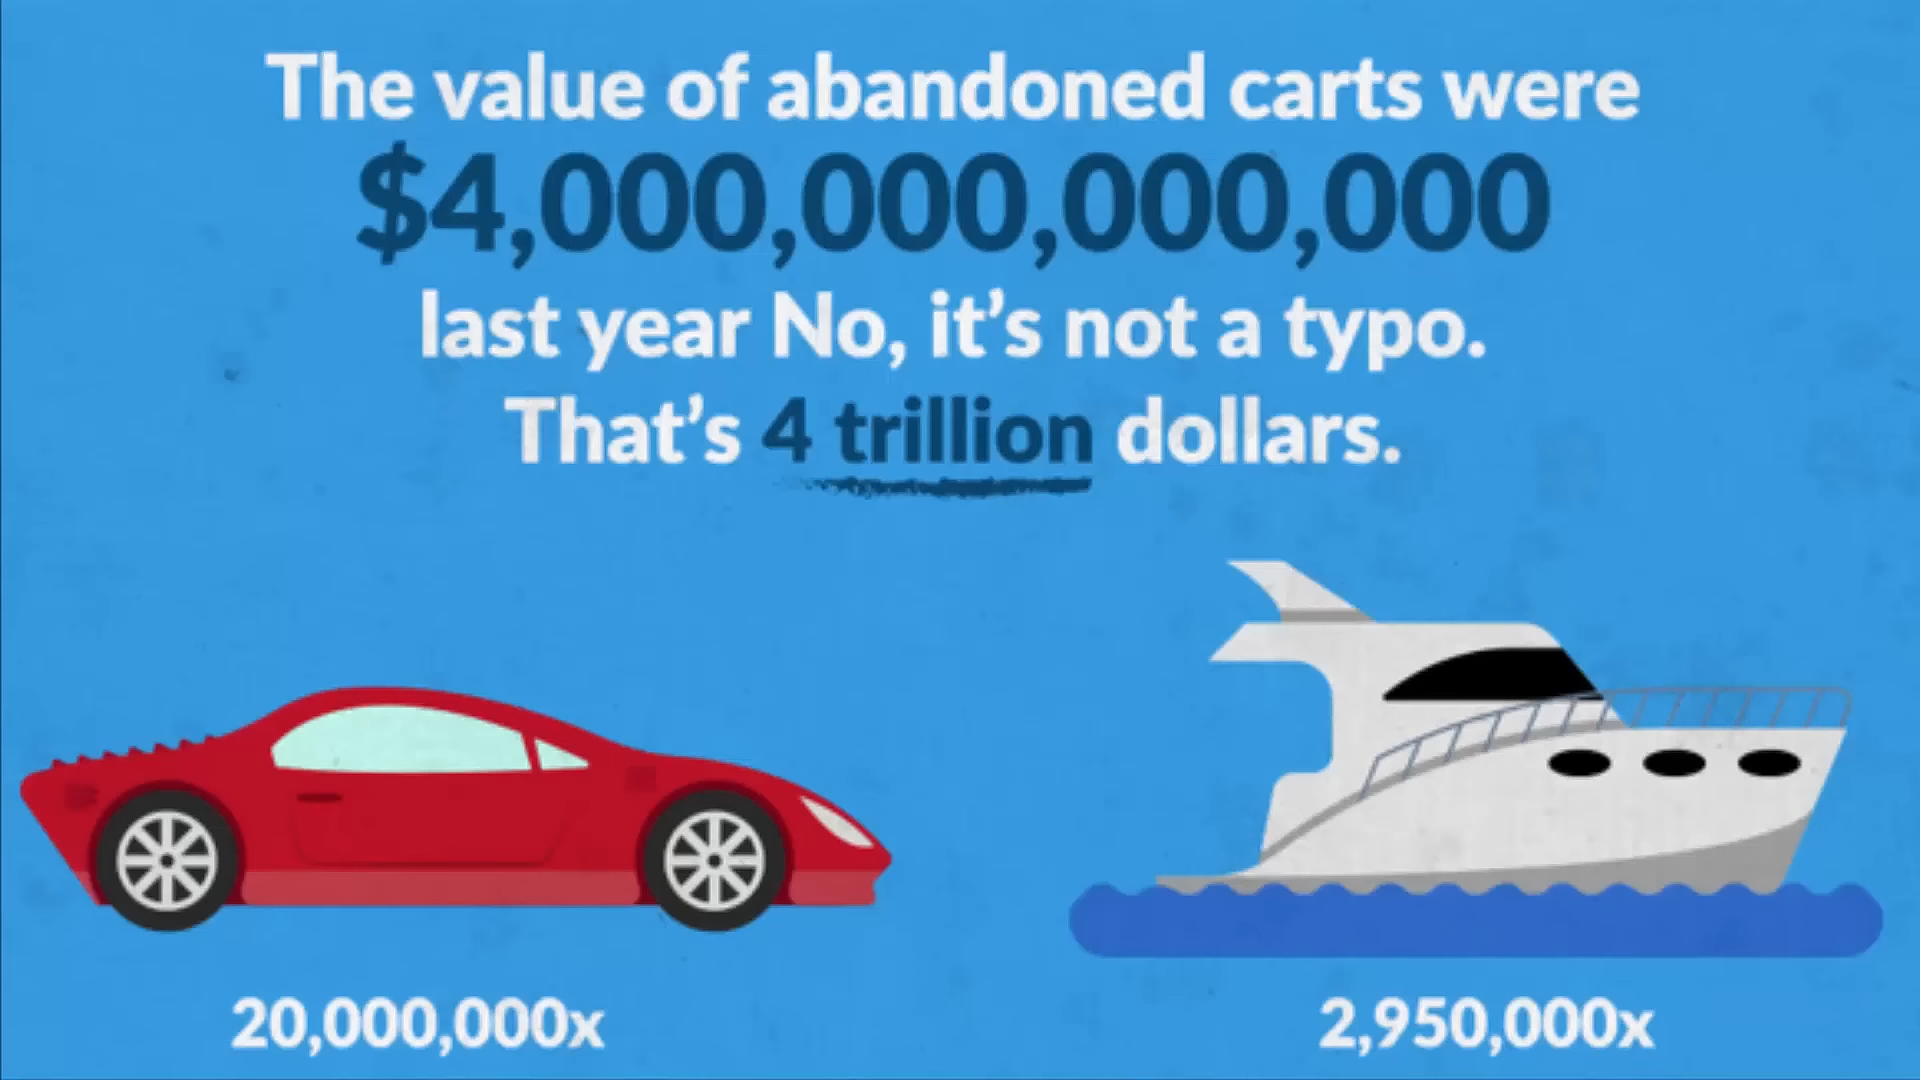 The value of abandoned carts were
$4,000,000,000,000
last year No, it’s not a typo.
That’s 4 trillion dollars.
20,000,000x
2,950,000x